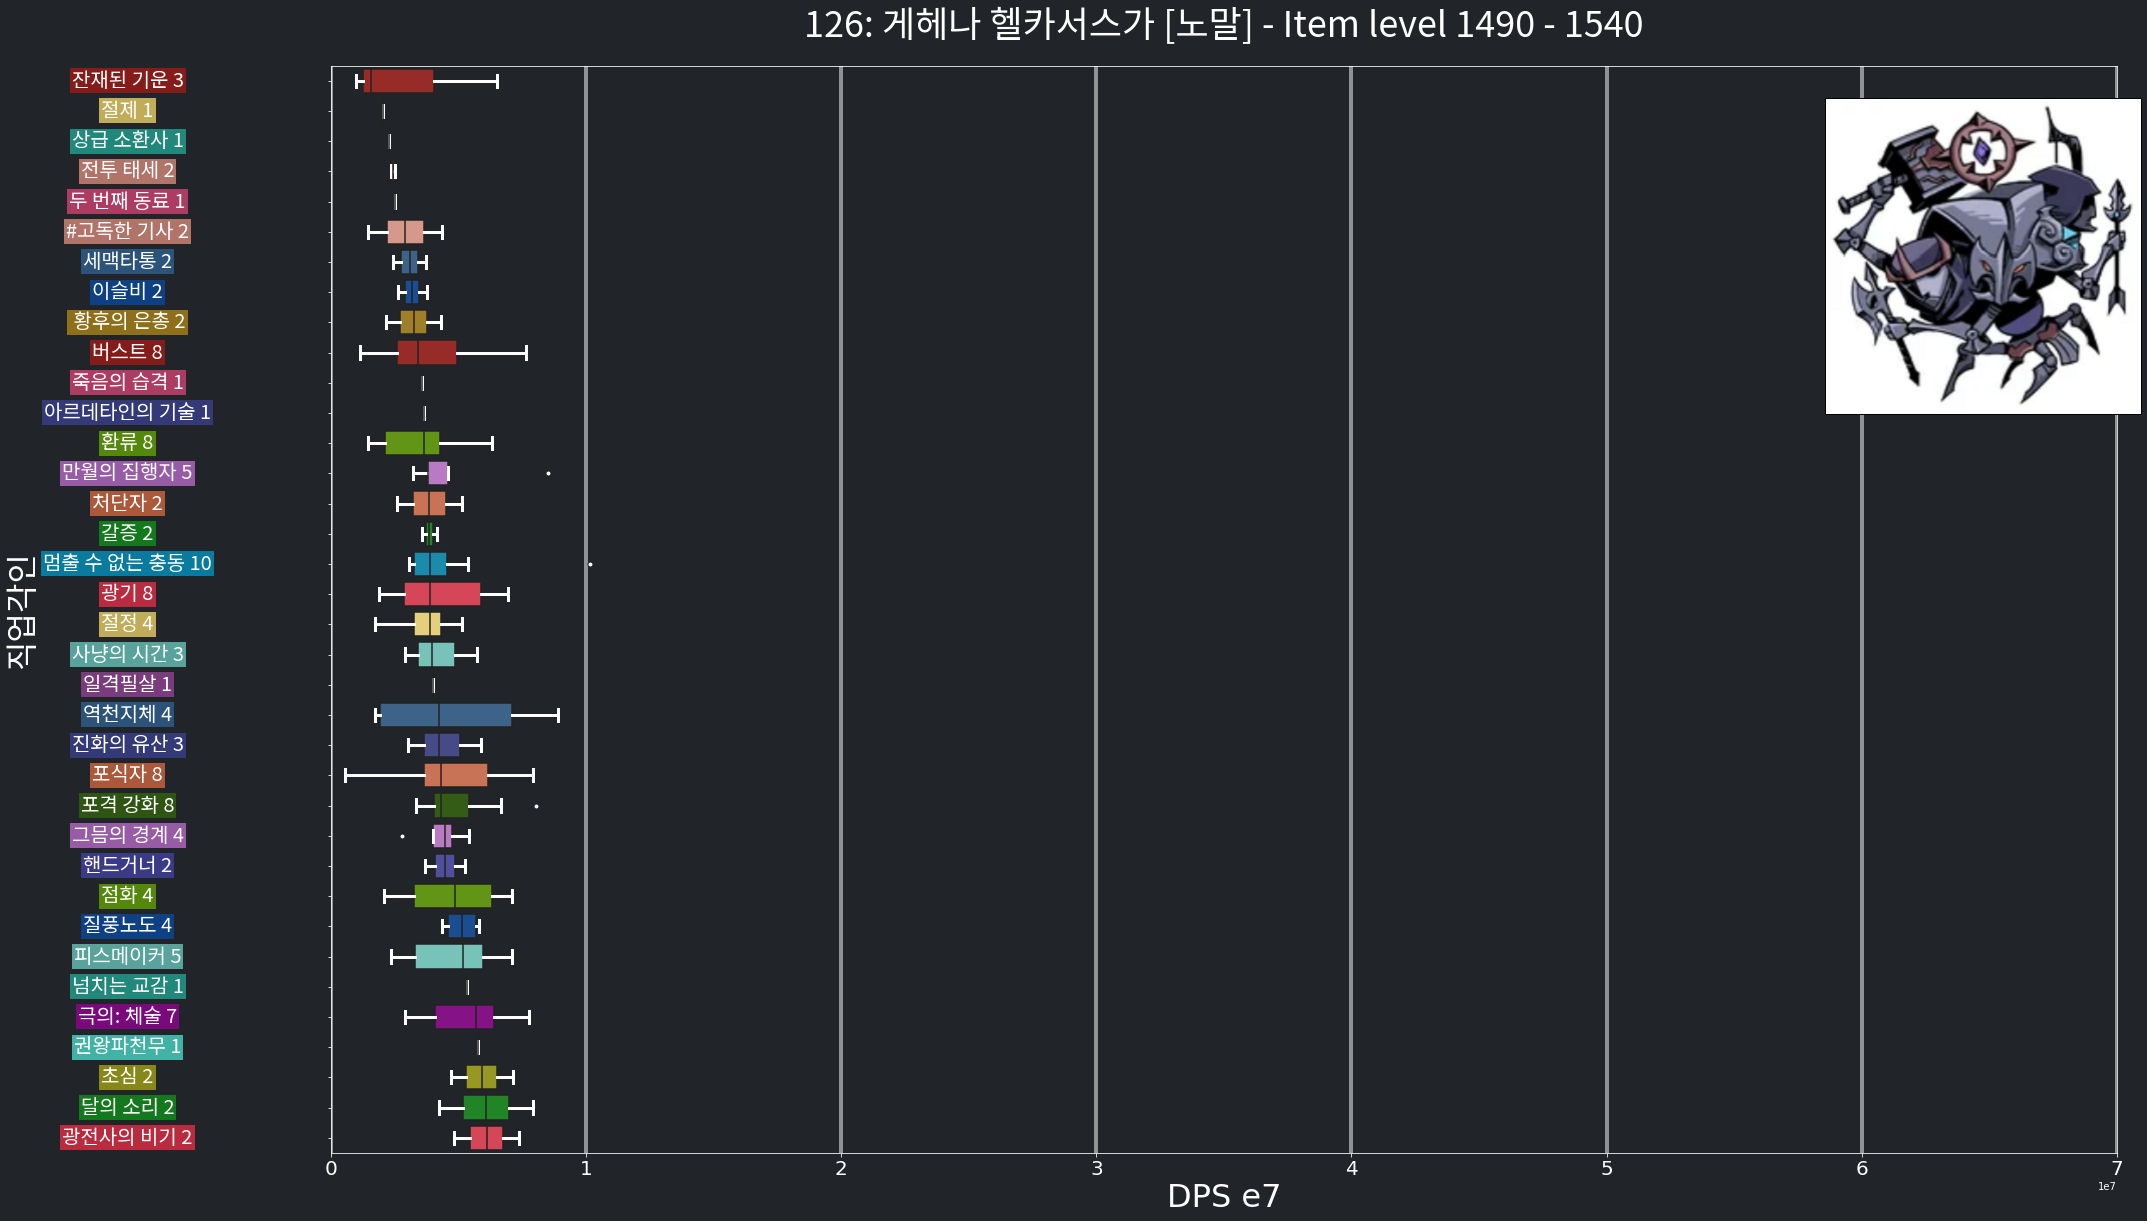 126: 게헤나 헬카서스가 [노말] - Item level 1490 - 1540
잔재된 기운 3
절제 1
상급 소환사 1
전투 태세 2
두 번째 동료 1
#고독한 기사 2
세맥타통 2
이슬비 2
황후의 은총 2
버스트 8
죽음의 습격 1
아르데타인의 기술 1
환류 8
만월의 집행자 5
처단자 2
갈증 2
멈출 수 없는 충동 10
광기 8
절정 4
사냥의 시간 3
일격필살 1
역천지체 4
진화의 유산 3
포식자 8
포격 강화 8
그믐의 경계 4
핸드거너 2
점화 4
질풍노도 4
피스메이커 5
넘치는 교감 1
극의: 체술 7
권왕파천무 1
초심 2
달의 소리 2
광전사의 비기 2
직업각인
0 1 2 3 4 5 6 7
1e7
DPS e7